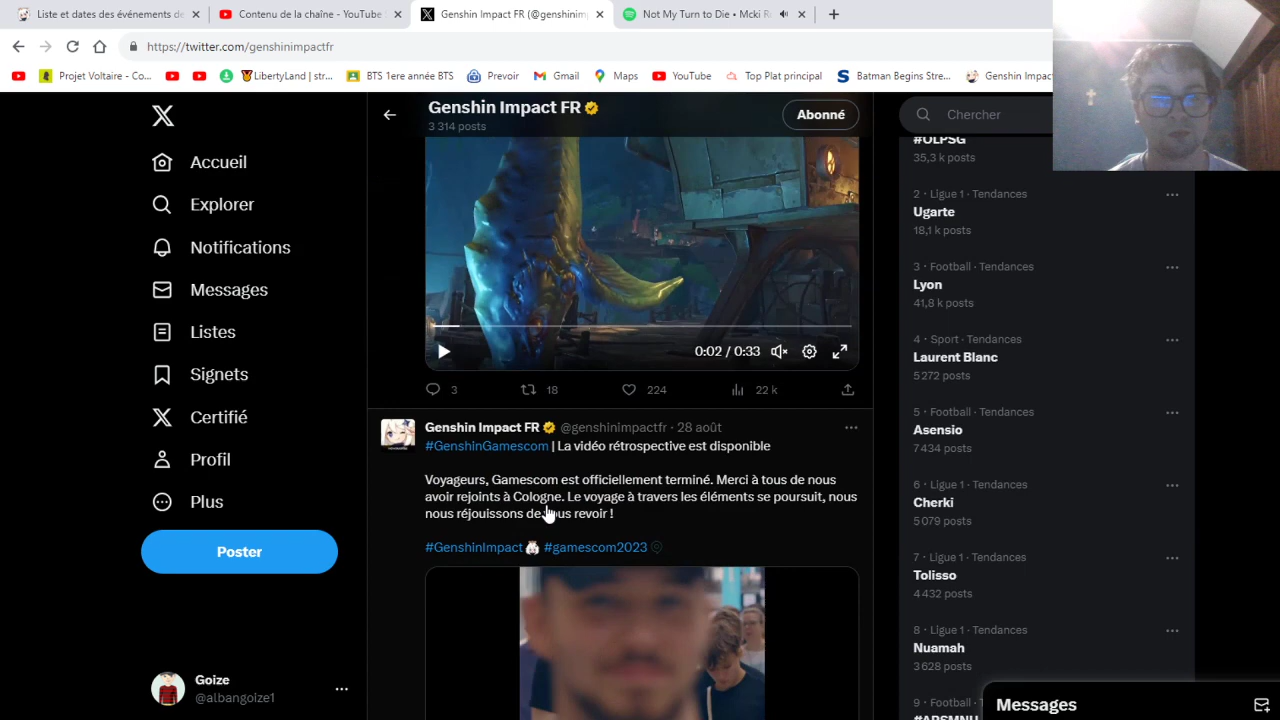 Liste et dates des événements de
Contenu de la chaîne - YouTube
Genshin Impact FR (@genshinim
Not My Turn to Die • Mcki R
https://twitter.com/genshinimpactfr
Projet Voltaire - Co...
LibertyLand | str...
BTS 1ere année BTS
Prevoir
Gmail
Maps
YouTube
Top Plat principal
Batman Begins Stre...
Genshin Impac
Accueil
Explorer
Notifications
Messages
Listes
Signets
Certifié
Profil
Plus
Poster
Goize
@albangoize1
Genshin Impact FR
3 314 posts
Abonné
0:02 / 0:33
3
18
224
22 k
Genshin Impact FR @genshinimpactfr · 28 août
#GenshinGamescom | La vidéo rétrospective est disponible
Voyageurs, Gamescom est officiellement terminé. Merci à tous de nous
avoir rejoints à Cologne. Le voyage à travers les éléments se poursuit, nous
nous réjouissons de vous revoir !
#GenshinImpact #gamescom2023
Chercher
#OLPSG
35,3 k posts
2 · Ligue 1 · Tendances
Ugarte
18,1 k posts
3 · Football · Tendances
Lyon
41,8 k posts
4 · Sport · Tendances
Laurent Blanc
5 272 posts
5 · Football · Tendances
Asensio
7 434 posts
6 · Ligue 1 · Tendances
Cherki
5 079 posts
7 · Ligue 1 · Tendances
Tolisso
4 432 posts
8 · Ligue 1 · Tendances
Nuamah
3 628 posts
9 · Football
Messages